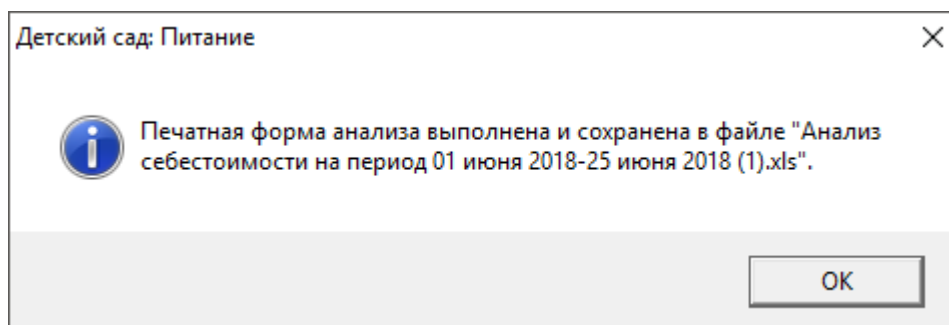 Детский сад: Питание
Печатная форма анализа выполнена и сохранена в файле "Анализ
себестоимости на период 01 июня 2018-25 июня 2018 (1).xls".
OK